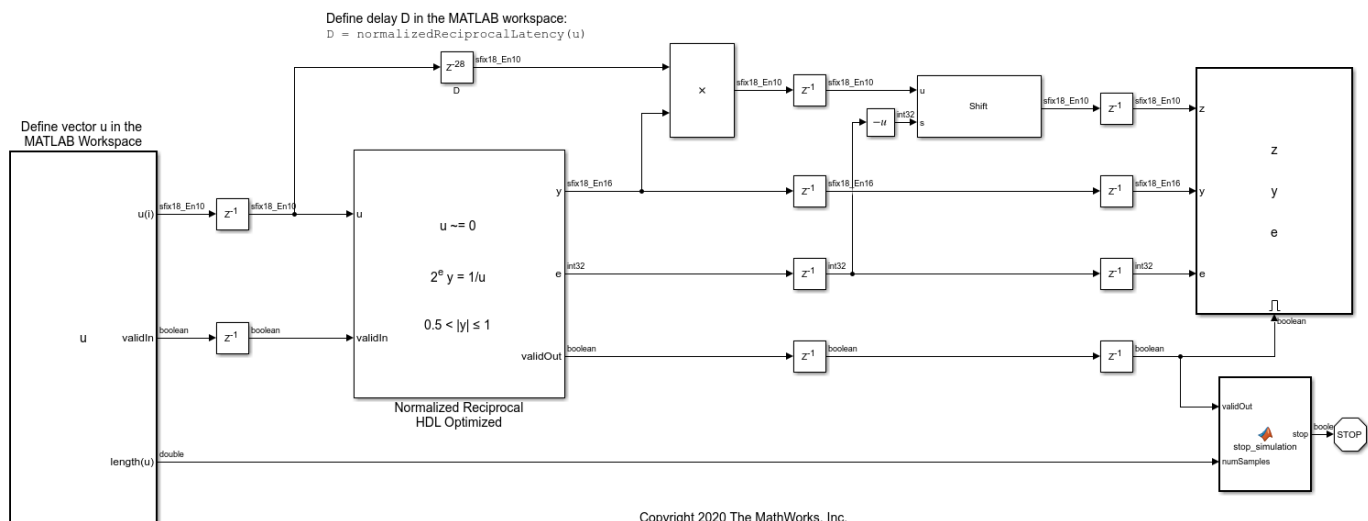 Define delay D in the MATLAB workspace:
D = normalizedReciprocalLatency(u)
z-28
sfix18_En10
D
×
sfix18_En10
z-1
sfix18_En10
u
Shift
sfix18_En10
z-1
sfix18_En10
z
−u
int32
s
Define vector u in the
MATLAB Workspace
z
y
sfix18_En16
z-1
sfix18_En16
z-1
sfix18_En16
y
y
u(i)
sfix18_En10
z-1
sfix18_En10
u
u ~= 0
e
2e y = 1/u
e
int32
z-1
int32
z-1
int32
e
0.5 < |y| ≤ 1
boolean
u
validIn
boolean
z-1
boolean
validIn
validOut
boolean
z-1
boolean
z-1
boolean
Normalized Reciprocal
HDL Optimized
validOut
stop
boole
STOP
stop_simulation
length(u)
double
numSamples
Copyright 2020 The MathWorks, Inc.